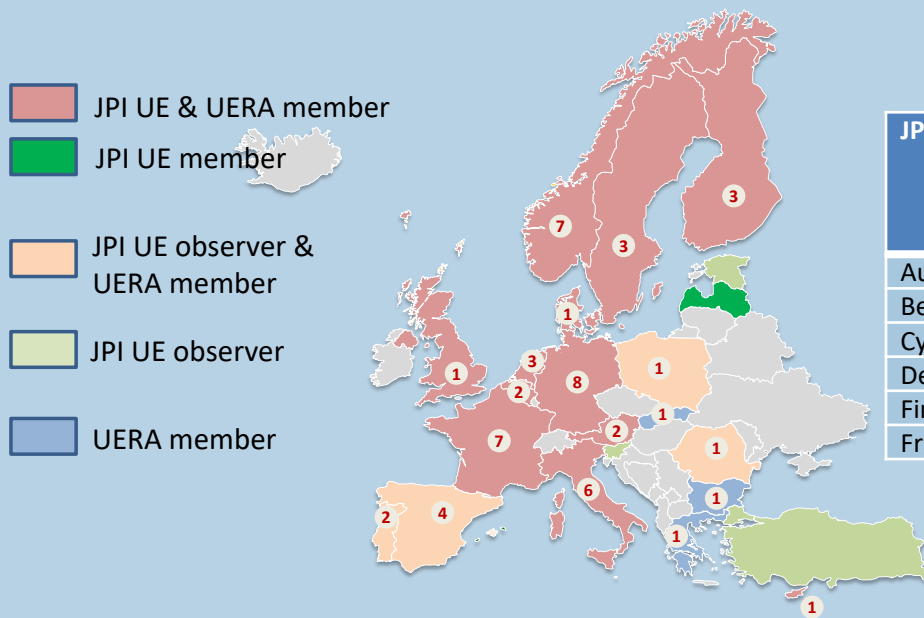 JPI UE & UERA member
JPI UE member
JPI UE observer &
UERA member
JPI UE observer
UERA member
7
3
3
1
1
3
2
8
1
7
2
1
6
1
1
2
4
1
1
JP
Au
Be
Cy
De
Fin
Fr